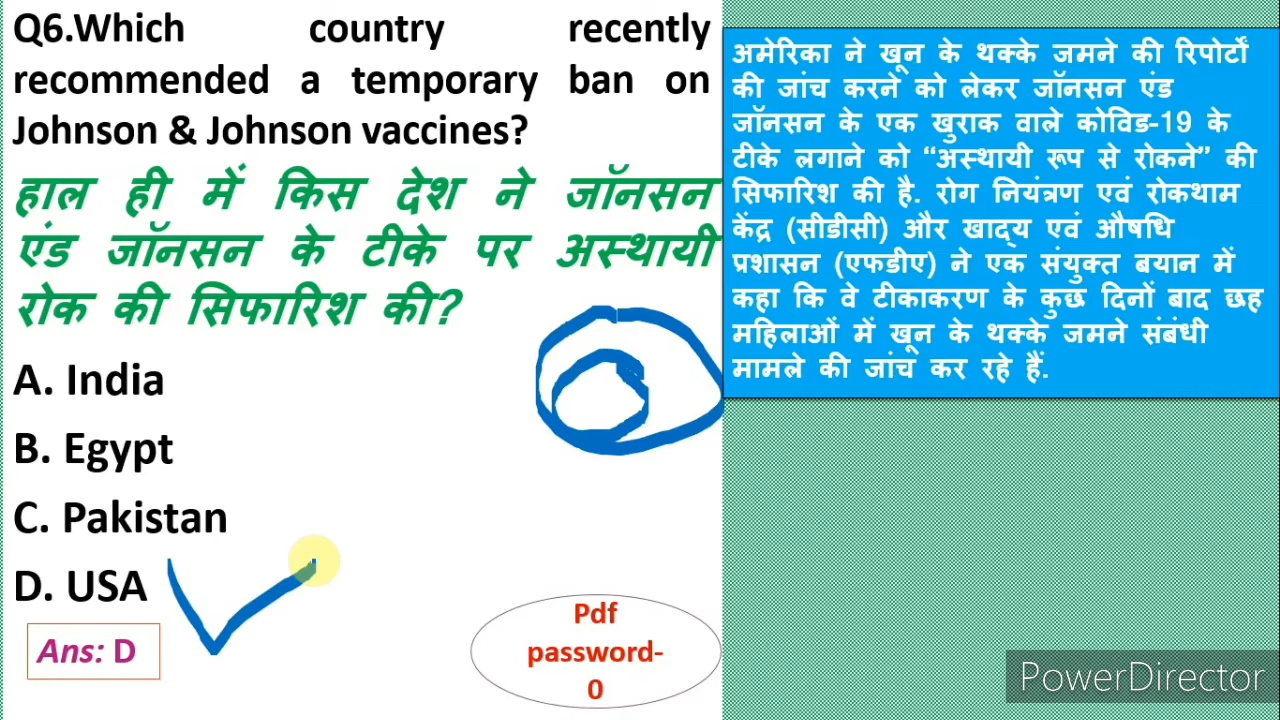 Q6.Which country recently
recommended a temporary ban on
Johnson & Johnson vaccines?
हाल ही में किस देश ने जॉनसन
एंड जॉनसन के टीके पर अस्थायी
रोक की सिफारिश की?
A. India
B. Egypt
C. Pakistan
D. USA
Ans: D
Pdf
password-
0
अमेरिका ने खून के थक्के जमने की रिपोर्टों
की जांच करने को लेकर जॉनसन एंड
जॉनसन के एक खुराक वाले कोविड-19 के
टीके लगाने को “अस्थायी रूप से रोकने” की
सिफारिश की है. रोग नियंत्रण एवं रोकथाम
केंद्र (सीडीसी) और खाद्य एवं औषधि
प्रशासन (एफडीए) ने एक संयुक्त बयान में
कहा कि वे टीकाकरण के कुछ दिनों बाद छह
महिलाओं में खून के थक्के जमने संबंधी
मामले की जांच कर रहे हैं.
PowerDirector